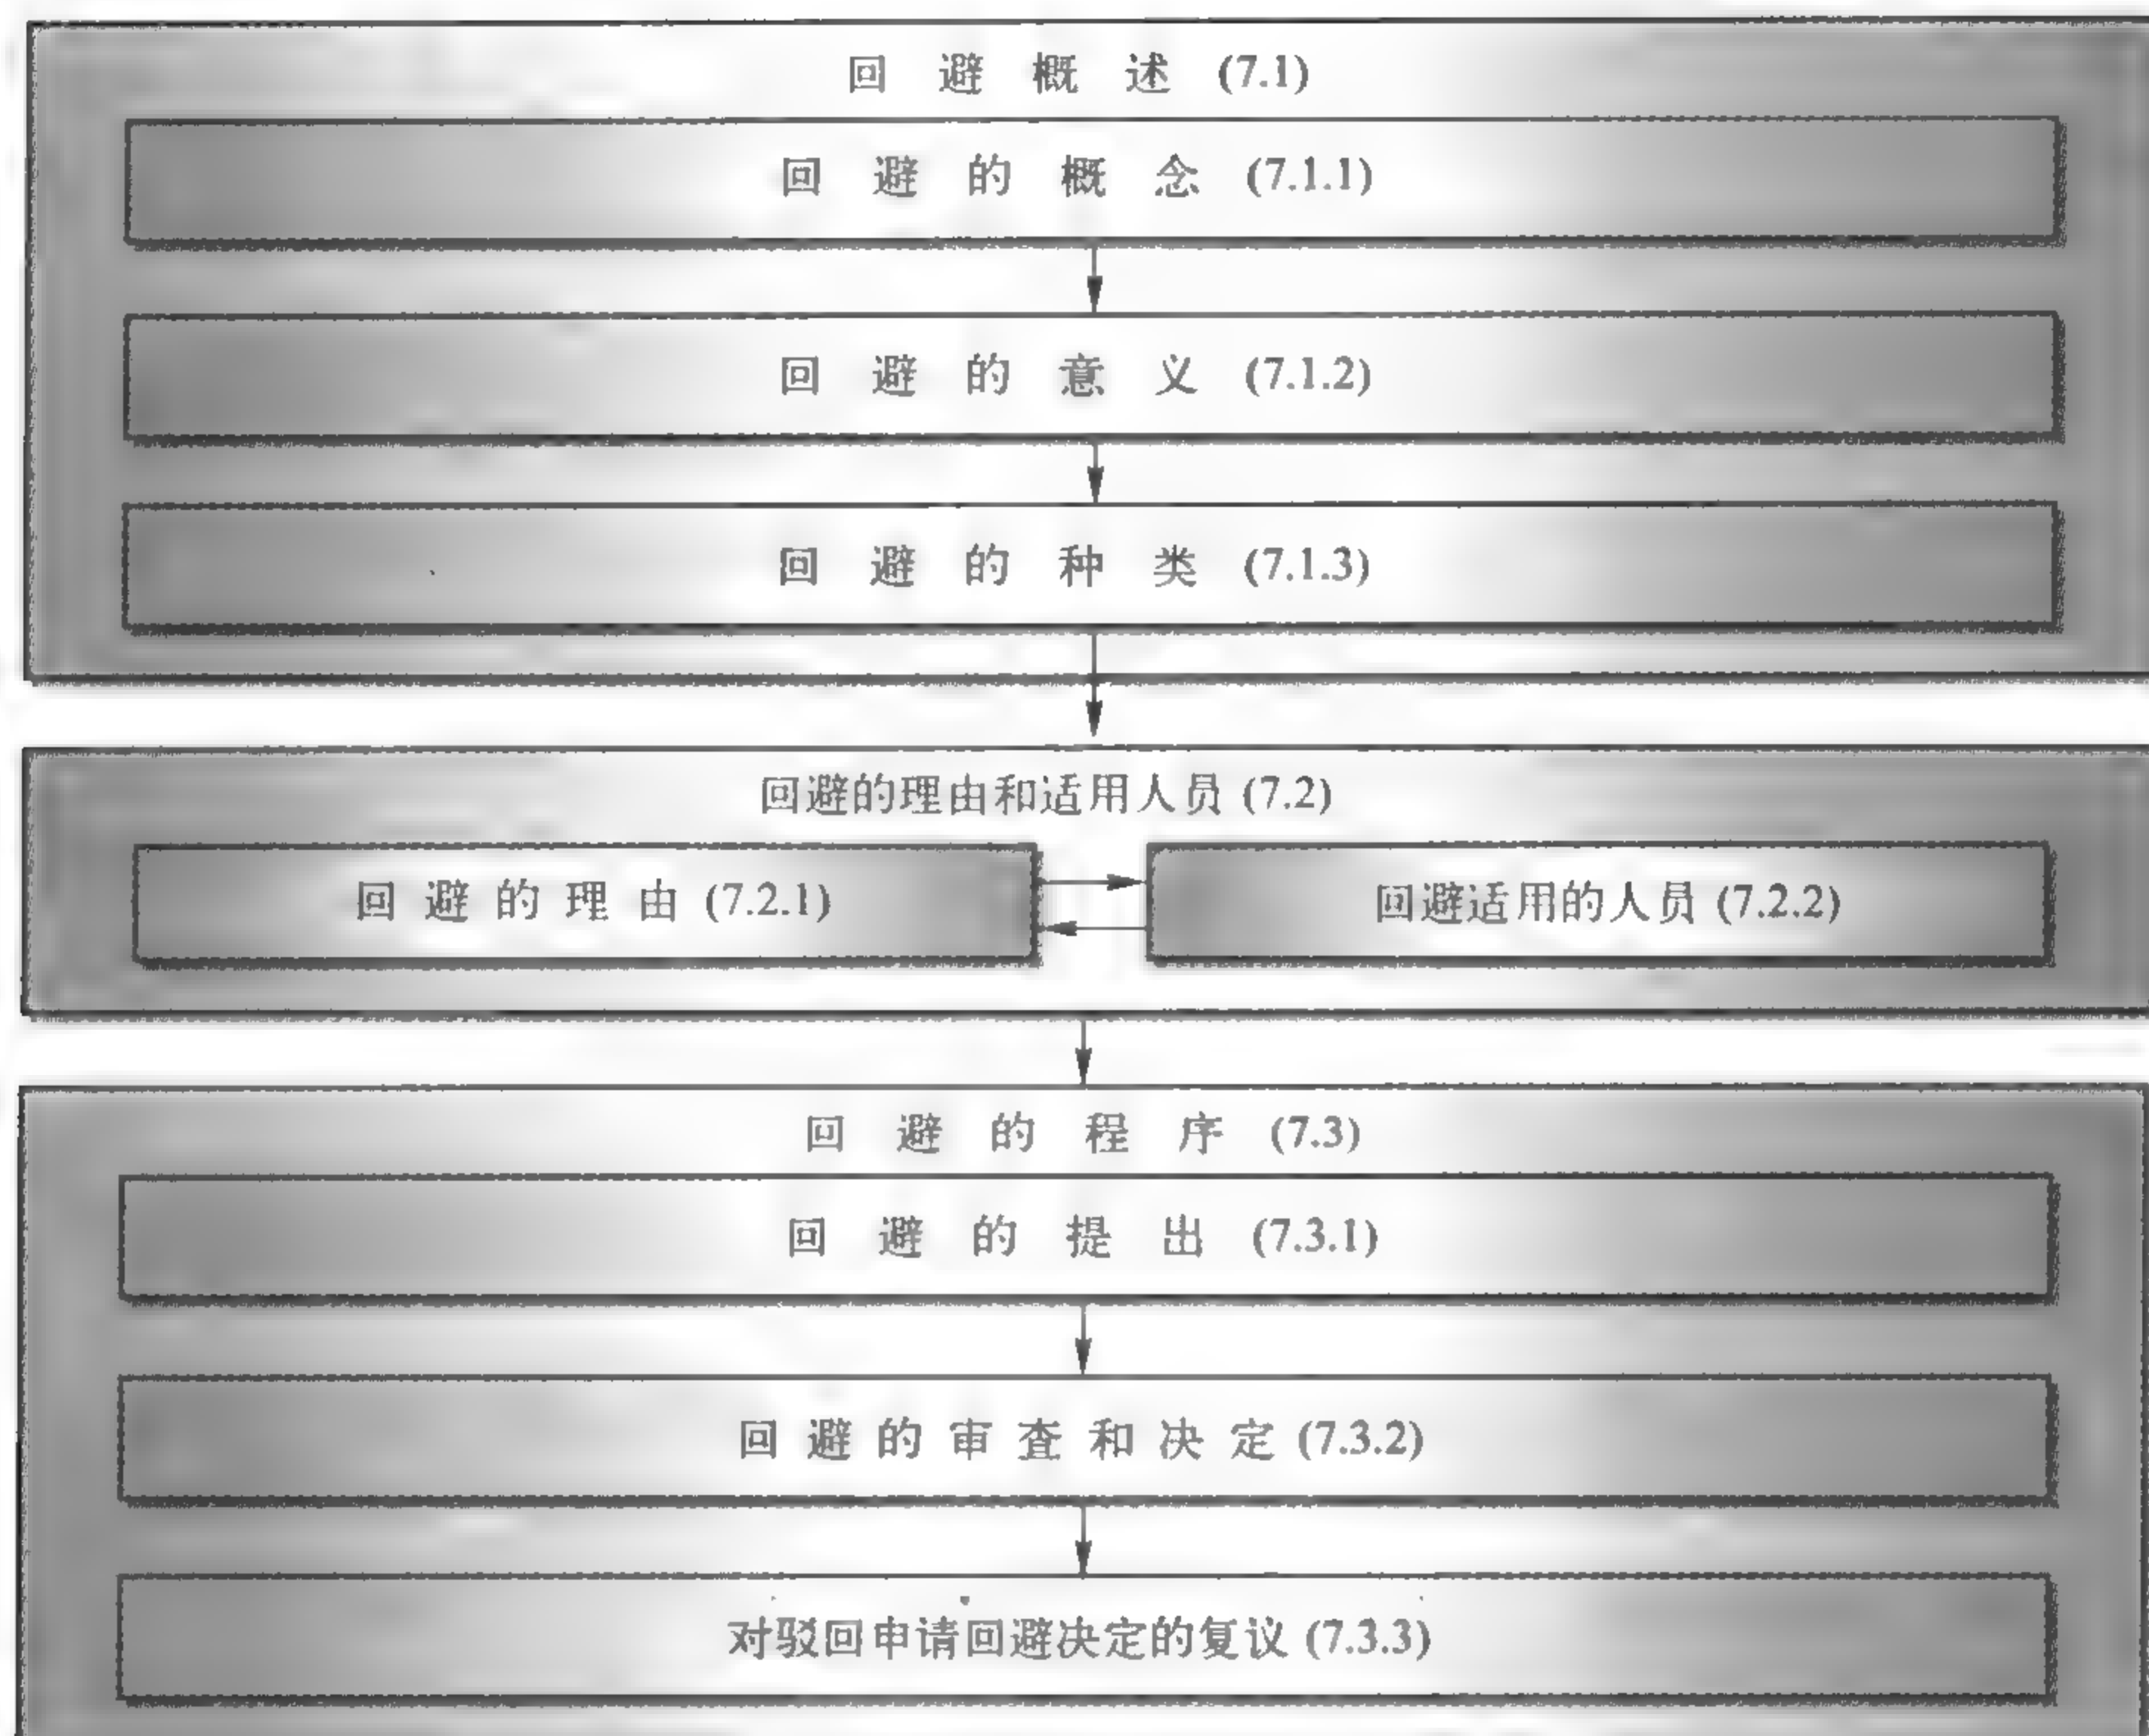 回避概述 (7.1)
回避的概念 (7.1.1)
回避的意义 (7.1.2)
回避的种类 (7.1.3)
回避的理由和适用人员 (7.2)
回避的理由 (7.2.1)
回避适用的人员 (7.2.2)
回避的程序 (7.3)
回避的提出 (7.3.1)
回避的审查和决定 (7.3.2)
对驳回申请回避决定的复议 (7.3.3)